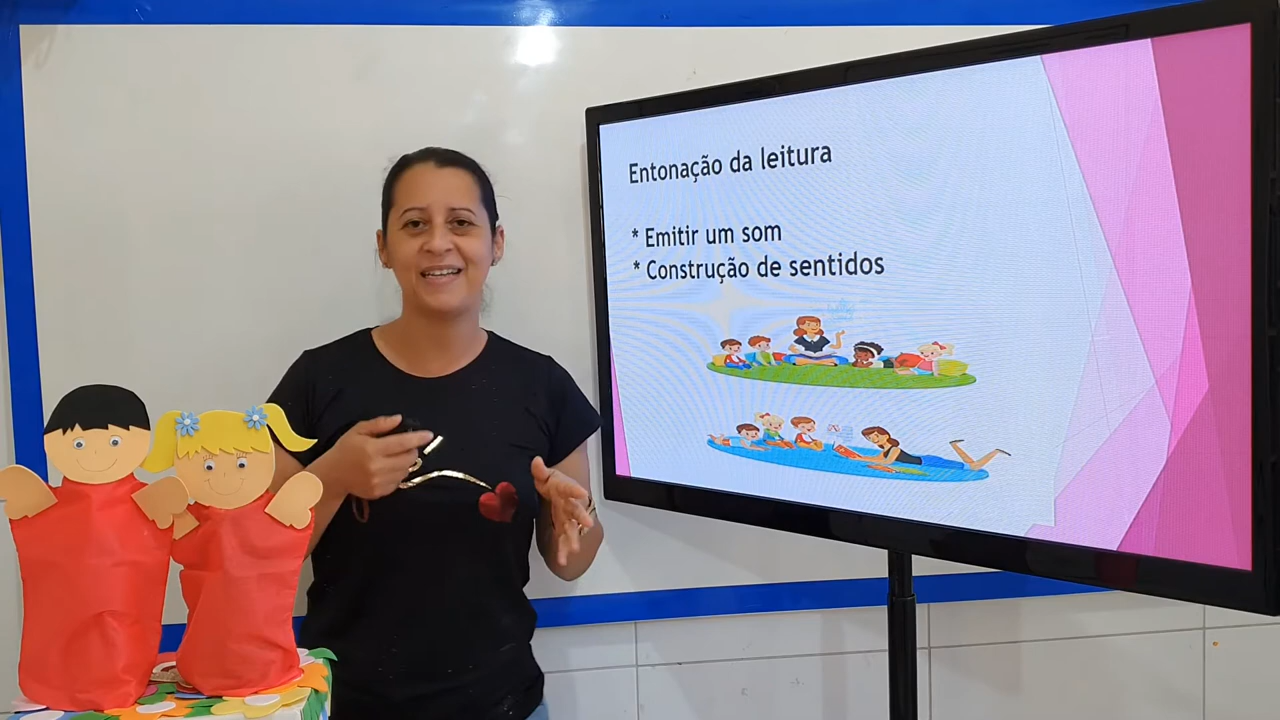 Entonação da leitura
* Emitir um som
* Construção de sentidos